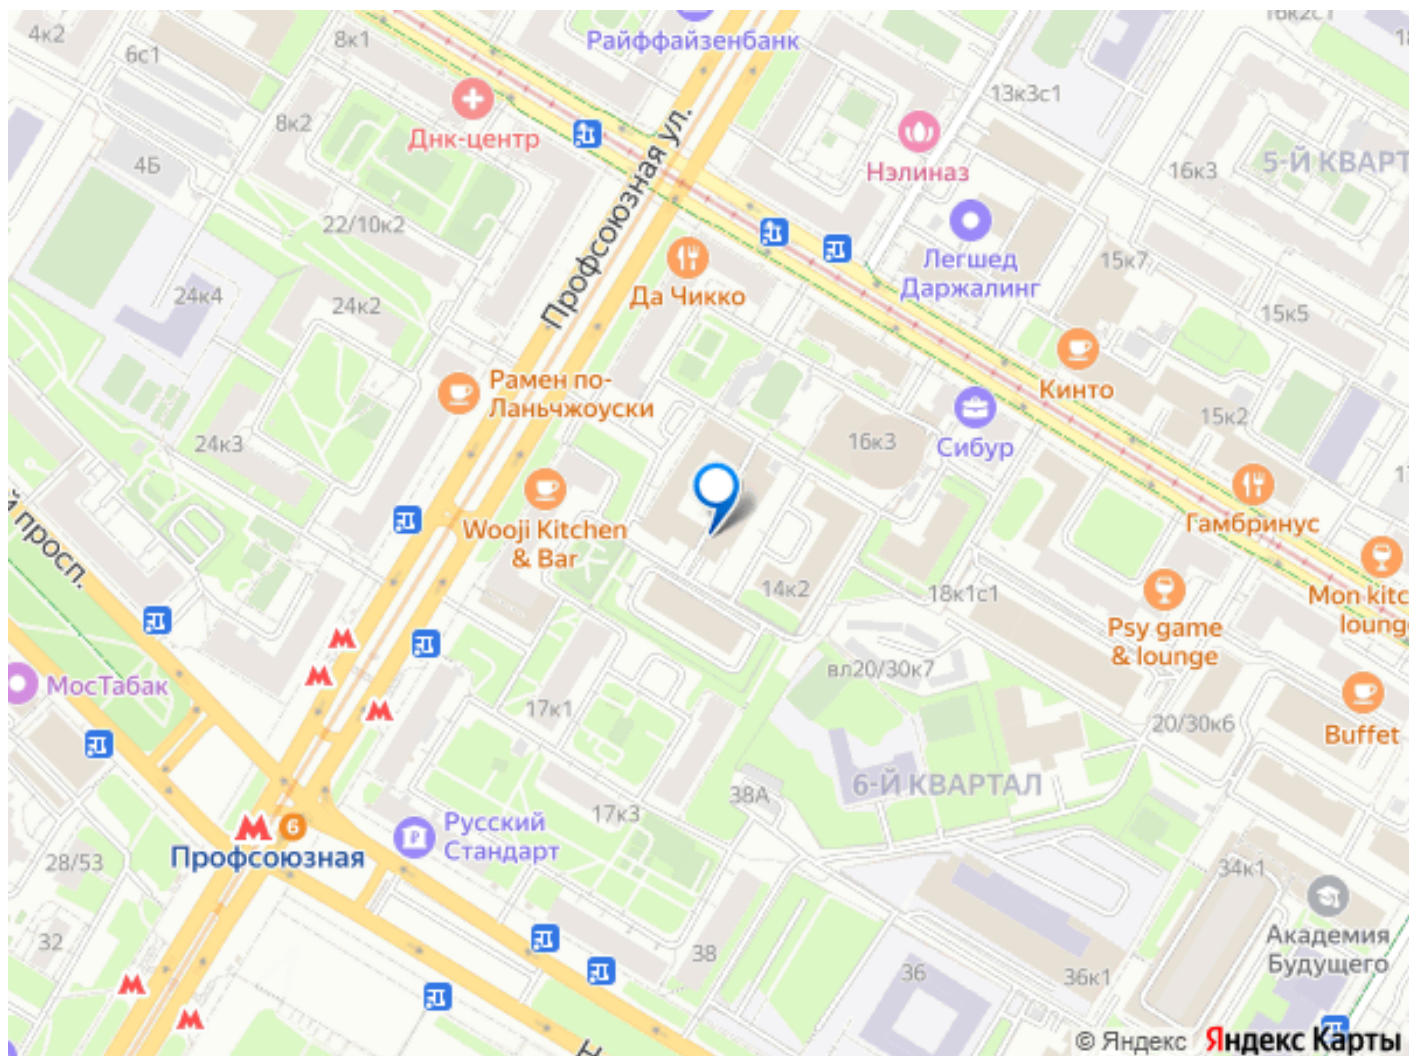 4к2
6с1
8к1
Райффайзенбанк
16к2с1
13к3с1
8к2
Днк-центр
Нэлиназ
4Б
16к3
5-Й КВАРТ
Профсоюзная ул.
22/10к2
Легшед
Даржалинг
15к7
Да Чикко
24к4
24к2
15к5
Рамен по-
Ланьчжоуски
Кинто
15к2
24к3
16к3
Сибур
й просп.
Wooji Kitchen
& Bar
Гамбринус
14к2
18к1с1
Mon kitc
loung
Psy game
& lounge
МосТабак
вл20/30к7
17к1
20/30к6
Buffet
6-Й КВАРТАЛ
38А
17к3
Русский
Стандарт
6
Профсоюзная
28/53
34к1
32
38
36
36к1
Академия
Будущего
© Яндекс Яндекс Карты